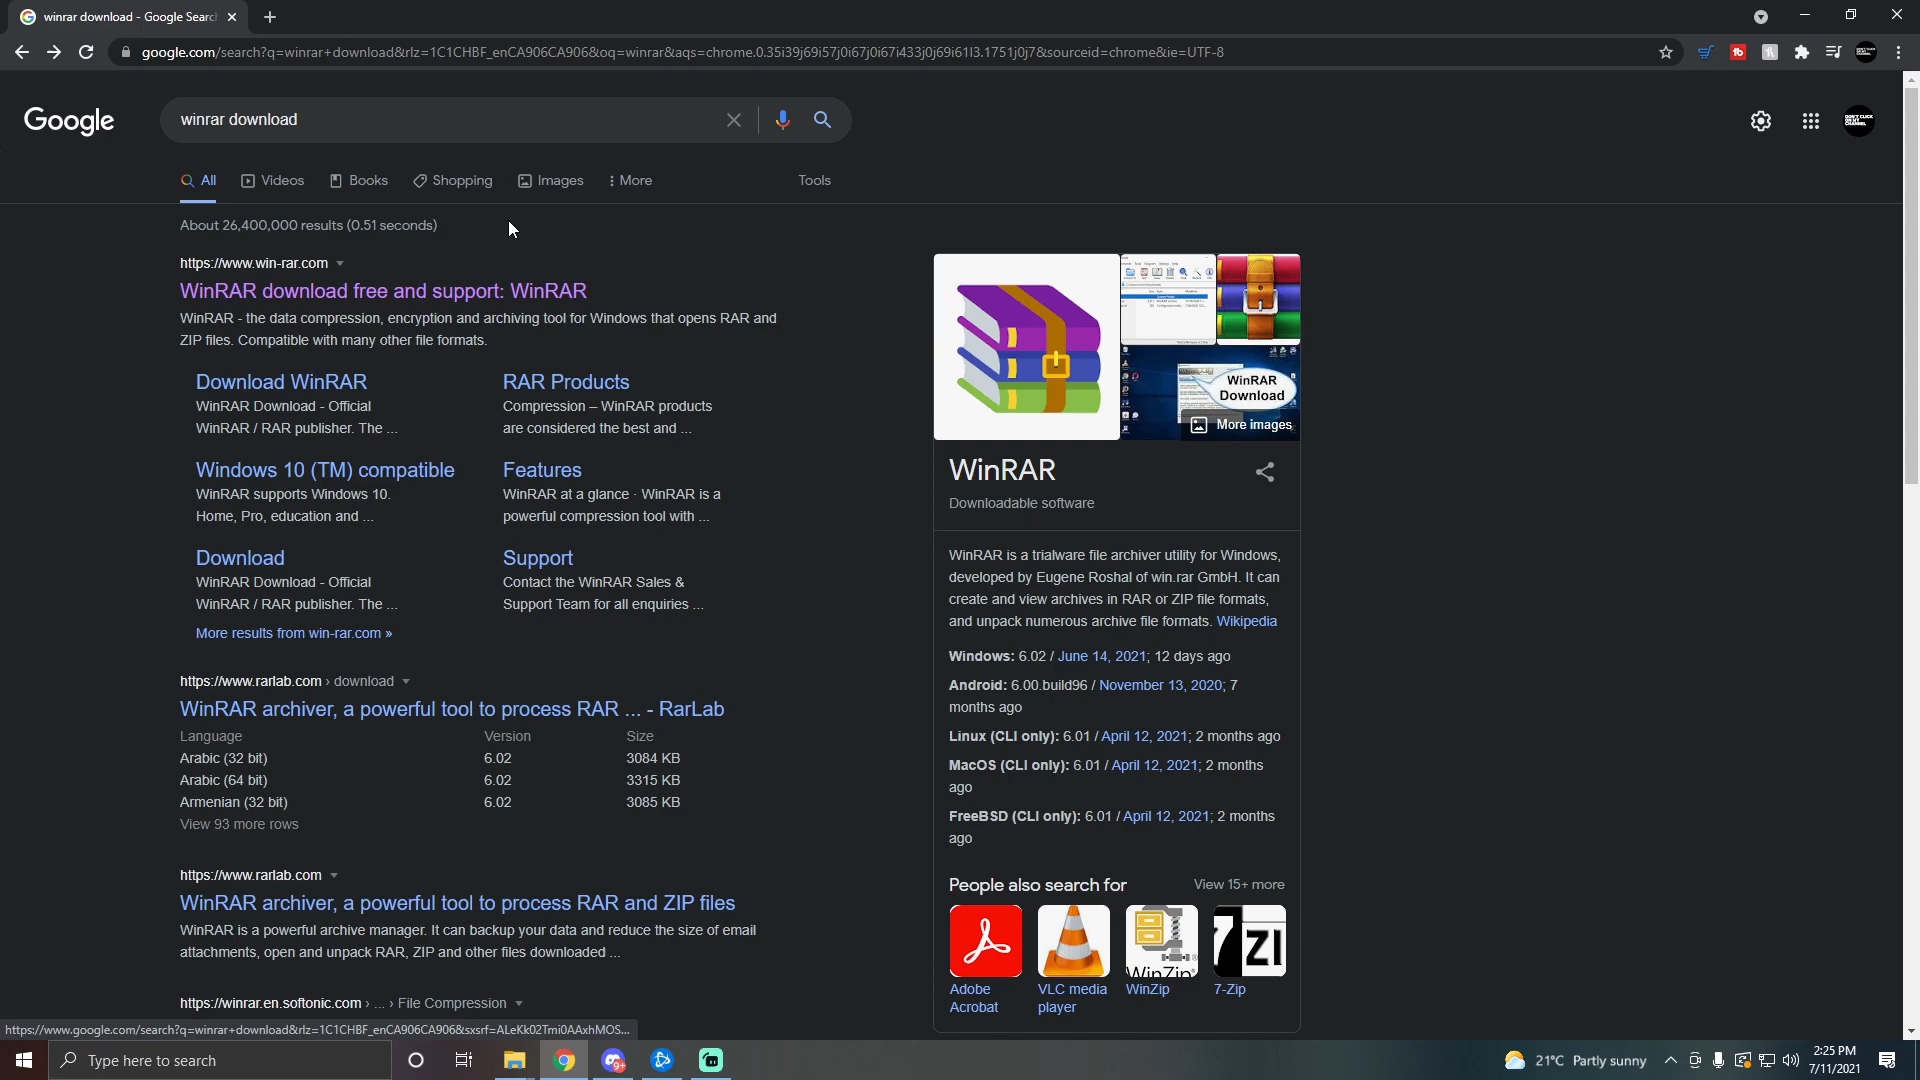 winrar download - Google Search
google.com/search?q=winrar+download&rlz=1C1CHBF_enCA906CA906&oq=winrar&aqs=chrome.0.35i39j69i57j0i67j0i67i433j0j69i61l3.1751j0j7&sourceid=chrome&ie=UTF-8
Google
winrar download
All
Videos
Books
Shopping
Images
More
Tools
About 26,400,000 results (0.51 seconds)
https://www.win-rar.com
WinRAR download free and support: WinRAR
WinRAR - the data compression, encryption and archiving tool for Windows that opens RAR and
ZIP files. Compatible with many other file formats.
Download WinRAR
WinRAR Download - Official
WinRAR / RAR publisher. The ...
RAR Products
Compression – WinRAR products
are considered the best and ...
Windows 10 (TM) compatible
WinRAR supports Windows 10.
Home, Pro, education and ...
Features
WinRAR at a glance · WinRAR is a
powerful compression tool with ...
Download
WinRAR Download - Official
WinRAR / RAR publisher. The ...
Support
Contact the WinRAR Sales &
Support Team for all enquiries ...
More results from win-rar.com »
https://www.rarlab.com › download
WinRAR archiver, a powerful tool to process RAR ... - RarLab
Language Version Size
Arabic (32 bit) 6.02 3084 KB
Arabic (64 bit) 6.02 3315 KB
Armenian (32 bit) 6.02 3085 KB
View 93 more rows
https://www.rarlab.com
WinRAR archiver, a powerful tool to process RAR and ZIP files
WinRAR is a powerful archive manager. It can backup your data and reduce the size of email
attachments, open and unpack RAR, ZIP and other files downloaded ...
https://winrar.en.softonic.com › ... › File Compression
https://www.google.com/search?q=winrar+download&rlz=1C1CHBF_enCA906CA906&sxsrf=ALeKk02Tmi0AAxhMOS...
WinRAR
Download
More images
WinRAR
Downloadable software
WinRAR is a trialware file archiver utility for Windows,
developed by Eugene Roshal of win.rar GmbH. It can
create and view archives in RAR or ZIP file formats,
and unpack numerous archive file formats. Wikipedia
Windows: 6.02 / June 14, 2021; 12 days ago
Android: 6.00.build96 / November 13, 2020; 7
months ago
Linux (CLI only): 6.01 / April 12, 2021; 2 months ago
MacOS (CLI only): 6.01 / April 12, 2021; 2 months
ago
FreeBSD (CLI only): 6.01 / April 12, 2021; 2 months
ago
People also search for
View 15+ more
WinZip
7 ZI
Adobe
Acrobat
VLC media
player
WinZip
7-Zip
Type here to search
9+
21°C Partly sunny
2:25 PM
7/11/2021